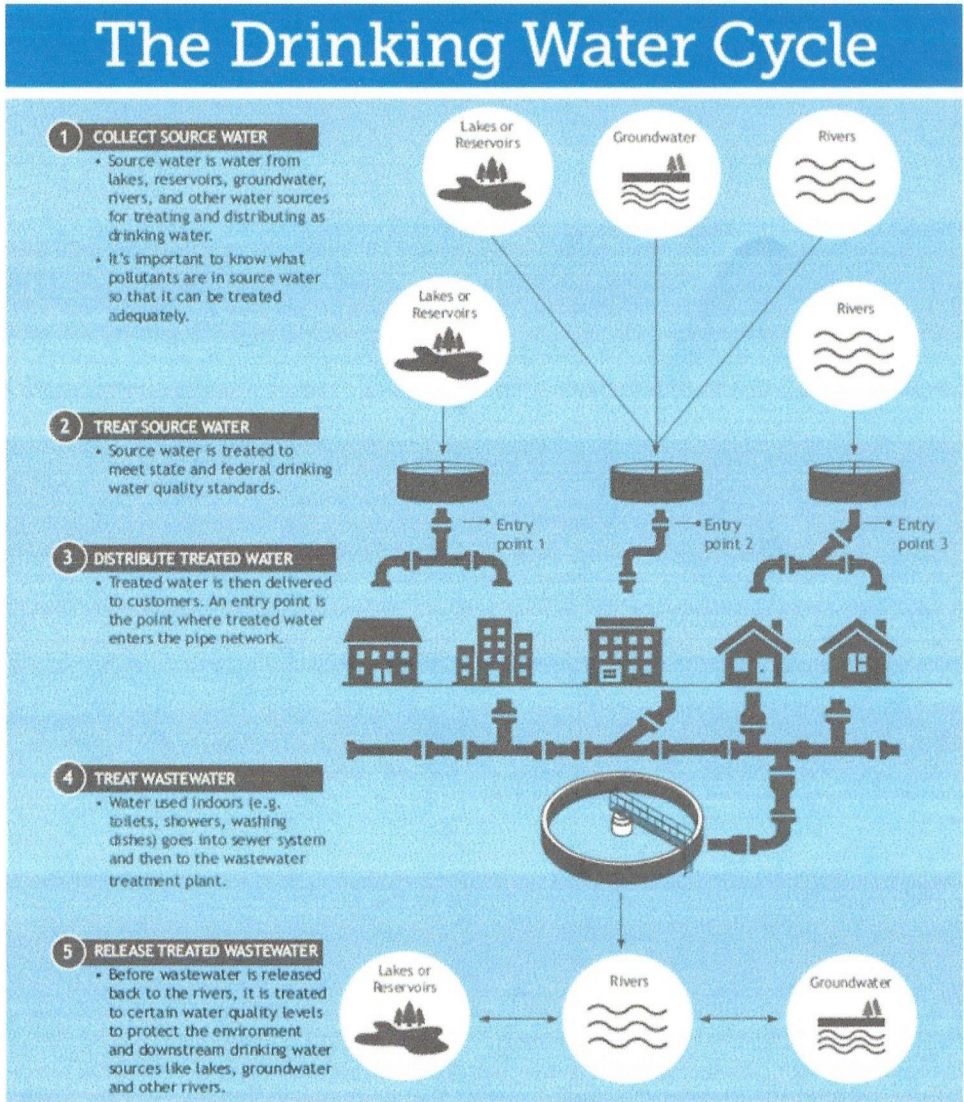 The Drinking Water Cycle
1 COLLECT SOURCE WATER
• Source water is water from
lakes, reservoirs, groundwater,
rivers, and other water sources
for treating and distributing as
drinking water.
• It's important to know what
pollutants are in source water
so that it can be treated
adequately.
Lakes or
Reservoirs
Groundwater
Rivers
Lakes or
Reservoirs
Rivers
2 TREAT SOURCE WATER
• Source water is treated to
meet state and federal drinking
water quality standards.
Entry
point 1
Entry
point 2
Entry
point 3
3 DISTRIBUTE TREATED WATER
• Treated water is then delivered
to customers. An entry point is
the point where treated water
enters the pipe network.
4 TREAT WASTEWATER
• Water used indoors (e.g.
toilets, showers, washing
dishes) goes into sewer system
and then to the wastewater
treatment plant.
5 RELEASE TREATED WASTEWATER
• Before wastewater is released
back to the rivers, it is treated
to certain water quality levels
to protect the environment
and downstream drinking water
sources like lakes, groundwater
and other rivers.
Lakes or
Reservoirs
Rivers
Groundwater